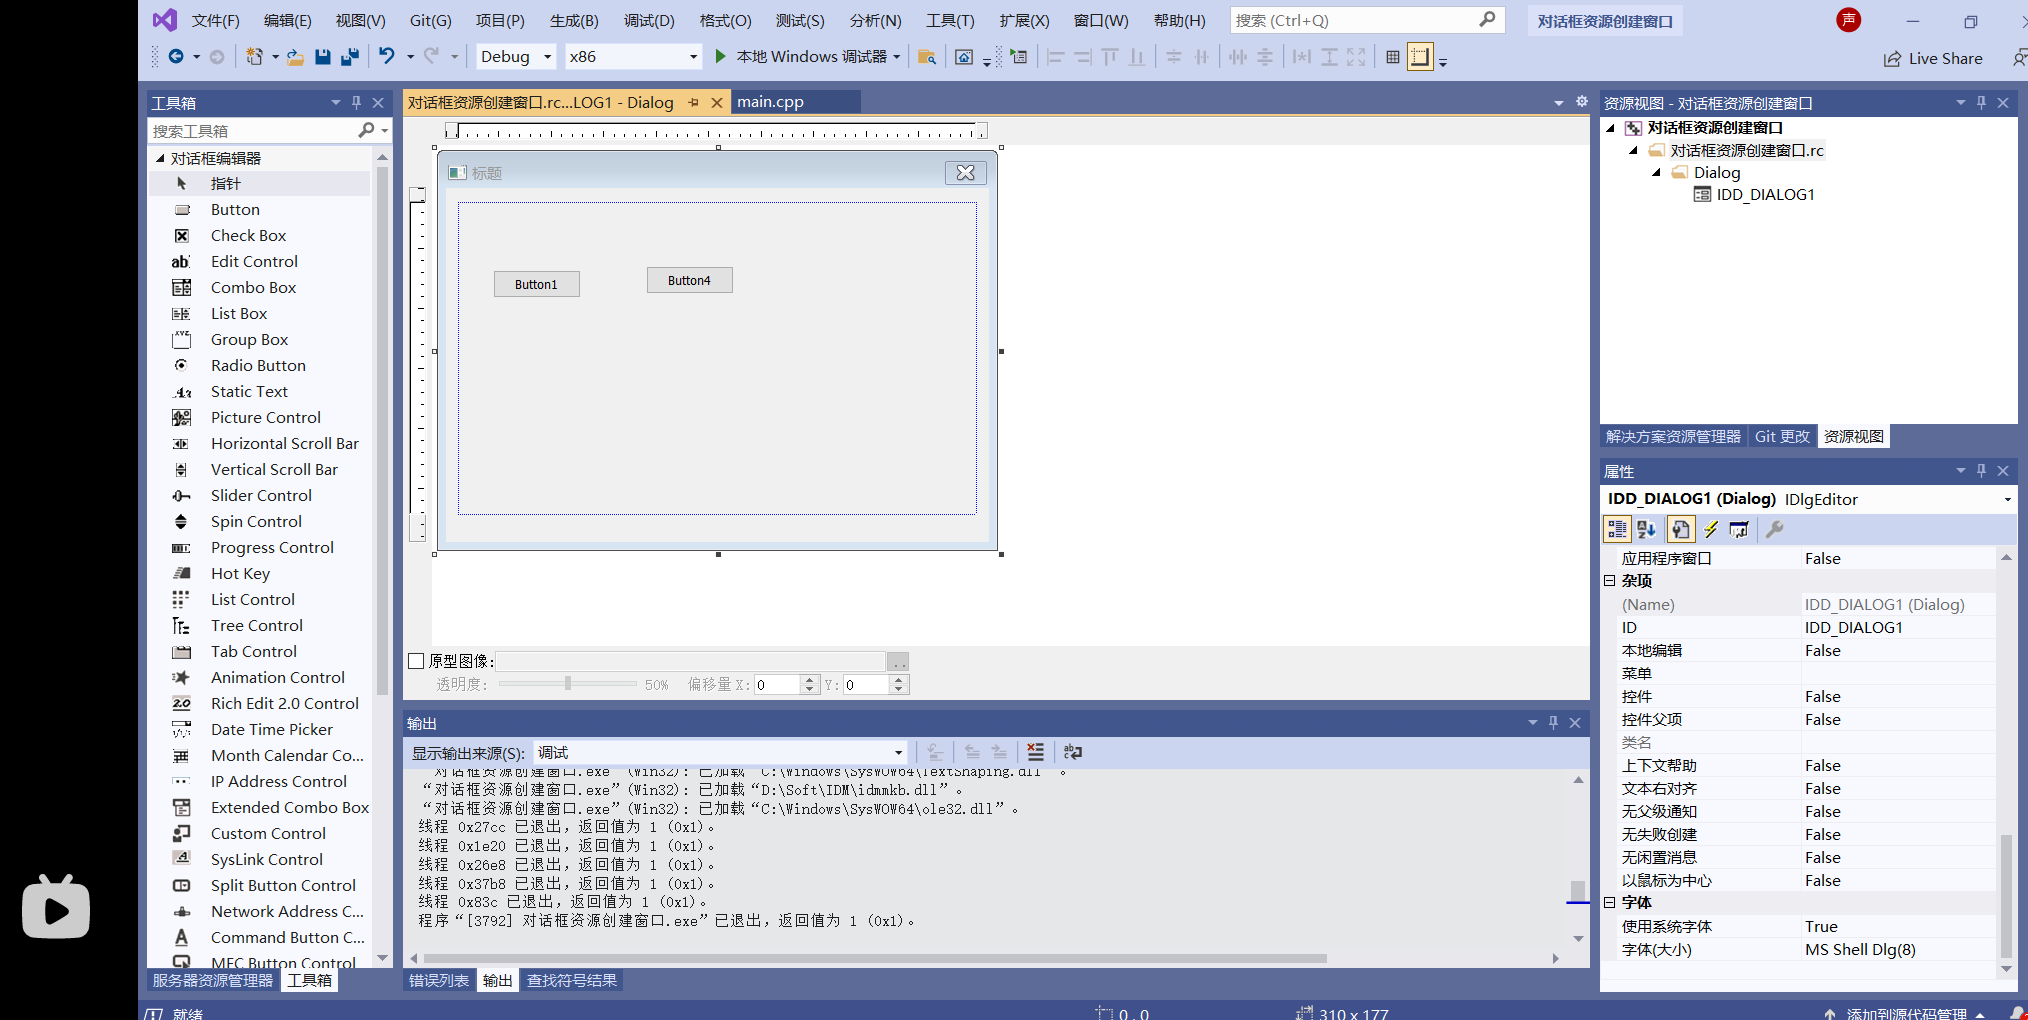 文件(F) 编辑(E) 视图(V) Git(G) 项目(P) 生成(B) 调试(D) 格式(O) 测试(S) 分析(N) 工具(T) 扩展(X) 窗口(W) 帮助(H) 搜索 (Ctrl+Q) 对话框资源创建窗口 声
Debug x86 本地 Windows 调试器 Live Share
工具箱
搜索工具箱
对话框编辑器
指针
Button
Check Box
Edit Control
Combo Box
List Box
Group Box
Radio Button
Static Text
Picture Control
Horizontal Scroll Bar
Vertical Scroll Bar
Slider Control
Spin Control
Progress Control
Hot Key
List Control
Tree Control
Tab Control
Animation Control
Rich Edit 2.0 Control
Date Time Picker
Month Calendar Co...
IP Address Control
Extended Combo Box
Custom Control
SysLink Control
Split Button Control
Network Address C...
Command Button C...
MFC Button Control
服务器资源管理器 工具箱
对话框资源创建窗口.rc...LOG1 - Dialog main.cpp
标题
Button1 Button4
原型图像: ..
透明度: 50% 偏移量 X: 0 Y: 0
输出
显示输出来源(S): 调试
“对话框资源创建窗口.exe”(Win32): 已加载“C:\Windows\SysWOW64\TextShaping.dll”。
“对话框资源创建窗口.exe”(Win32): 已加载“D:\Soft\IDM\idmmkb.dll”。
“对话框资源创建窗口.exe”(Win32): 已加载“C:\Windows\SysWOW64\ole32.dll”。
线程 0x27cc 已退出，返回值为 1 (0x1)。
线程 0x1e20 已退出，返回值为 1 (0x1)。
线程 0x26e8 已退出，返回值为 1 (0x1)。
线程 0x37b8 已退出，返回值为 1 (0x1)。
线程 0x83c 已退出，返回值为 1 (0x1)。
程序“[3792] 对话框资源创建窗口.exe”已退出，返回值为 1 (0x1)。
错误列表 输出 查找符号结果
资源视图 - 对话框资源创建窗口
对话框资源创建窗口
对话框资源创建窗口.rc
Dialog
IDD_DIALOG1
解决方案资源管理器 Git 更改 资源视图
属性
IDD_DIALOG1 (Dialog) IDlgEditor
应用程序窗口 False
杂项
(Name) IDD_DIALOG1 (Dialog)
ID IDD_DIALOG1
本地编辑 False
菜单
控件 False
控件父项 False
类名
上下文帮助 False
文本右对齐 False
无父级通知 False
无失败创建 False
无闲置消息 False
以鼠标为中心 False
字体
使用系统字体 True
字体(大小) MS Shell Dlg(8)
就绪 0 , 0 310 x 177 添加到源代码管理